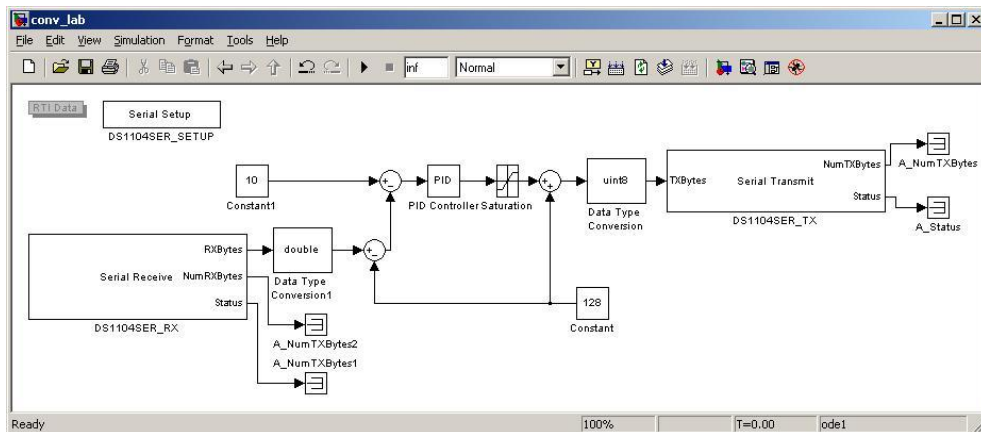 conv_lab
File Edit View Simulation Format Tools Help
inf Normal
RTI Data
Serial Setup
DS1104SER_SETUP
10
Constant1
PID
PID Controller
Saturation
uint8
Data Type
Conversion
TXBytes
Serial Transmit
NumTXBytes
Status
DS1104SER_TX
A_NumTXBytes
A_Status
Serial Receive
RXBytes
NumRXBytes
Status
DS1104SER_RX
double
Data Type
Conversion1
A_NumTXBytes2
A_NumTXBytes1
128
Constant
Ready 100% T=0.00 ode1